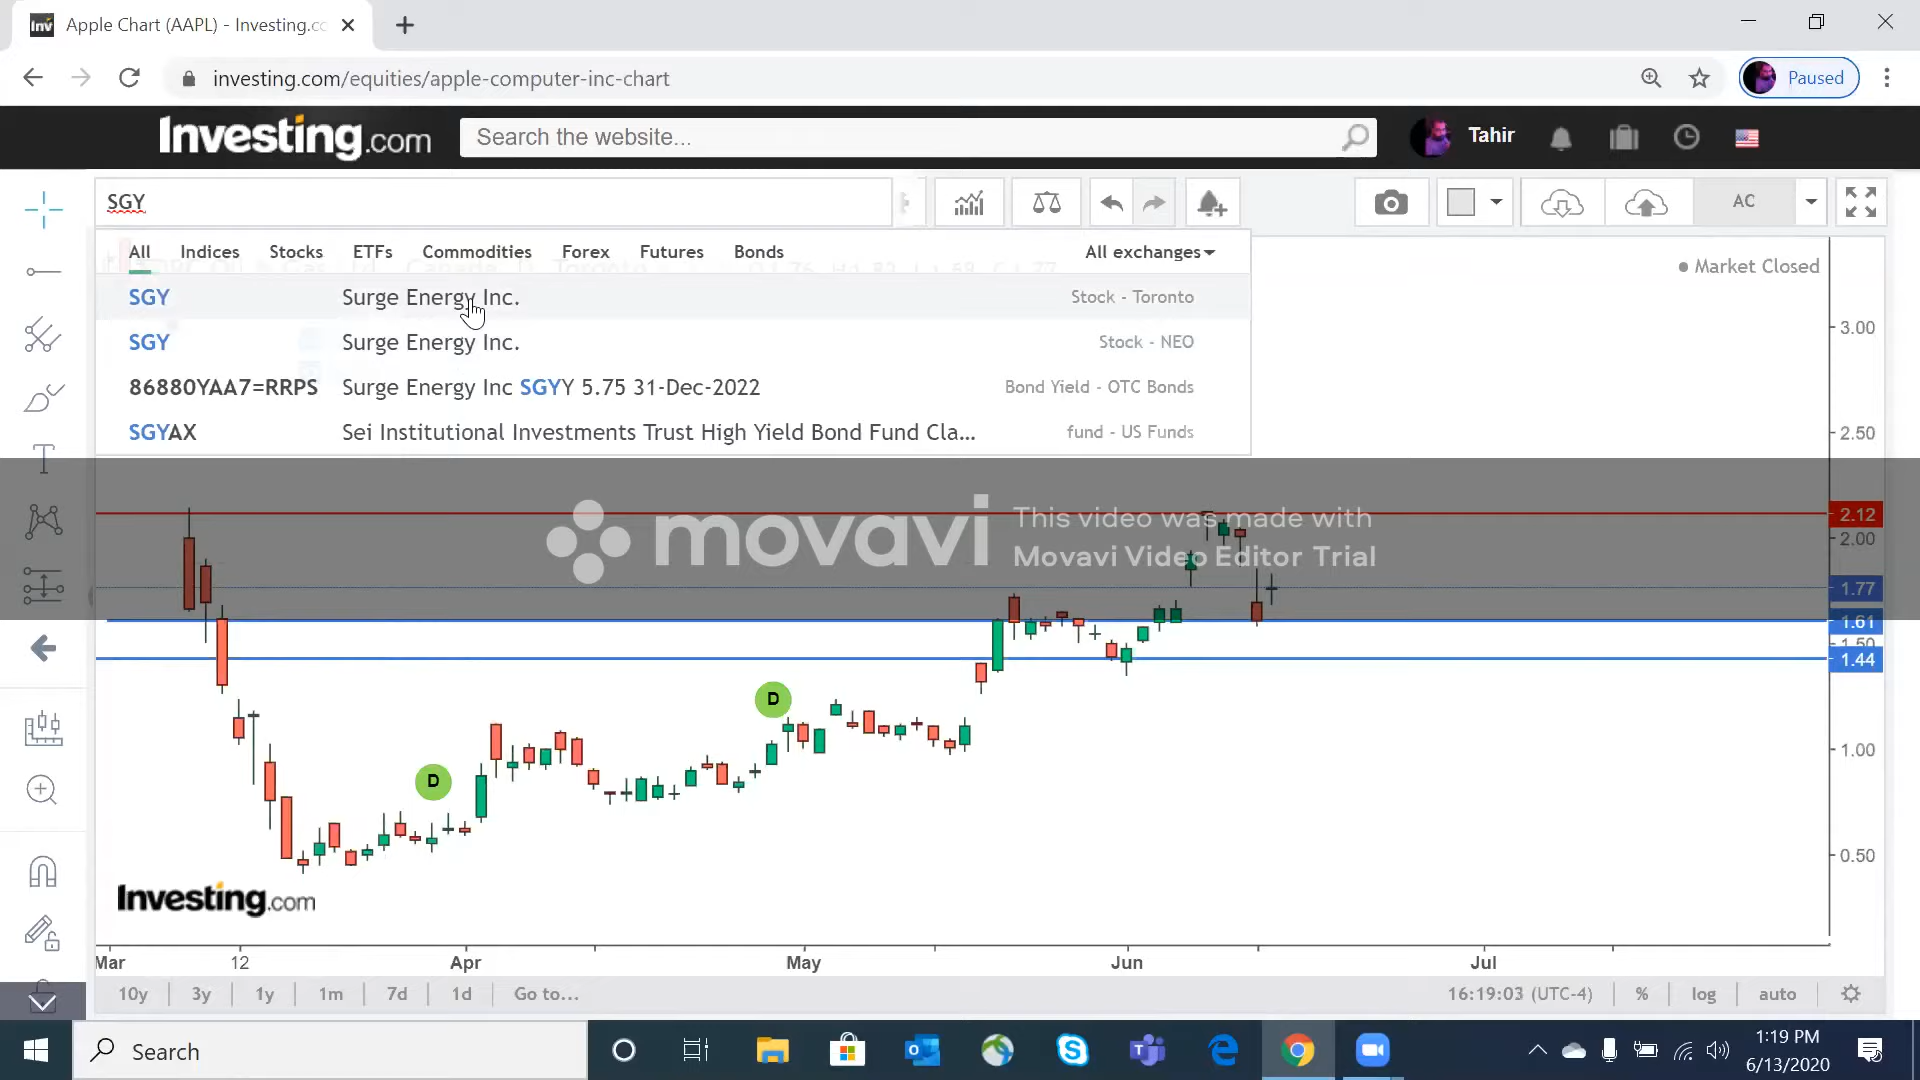 Apple Chart (AAPL) - Investing.cc
investing.com/equities/apple-computer-inc-chart
Paused
Investing.com
Search the website...
Tahir
SGY
AC
All Indices Stocks ETFs Commodities Forex Futures Bonds All exchanges
Market Closed
SGY Surge Energy Inc. Stock - Toronto
SGY Surge Energy Inc. Stock - NEO
86880YAA7=RRPS Surge Energy Inc SGYY 5.75 31-Dec-2022 Bond Yield - OTC Bonds
SGYAX Sei Institutional Investments Trust High Yield Bond Fund Cla... fund - US Funds
3.00
2.50
2.12
2.00
1.77
1.61
1.50
1.44
1.00
0.50
movavi
This video was made with
Movavi Video Editor Trial
D
D
Investing.com
Mar 12 Apr May Jun Jul
10y 3y 1y 1m 7d 1d Go to... 16:19:03 (UTC-4) % log auto
Search
1:19 PM
6/13/2020